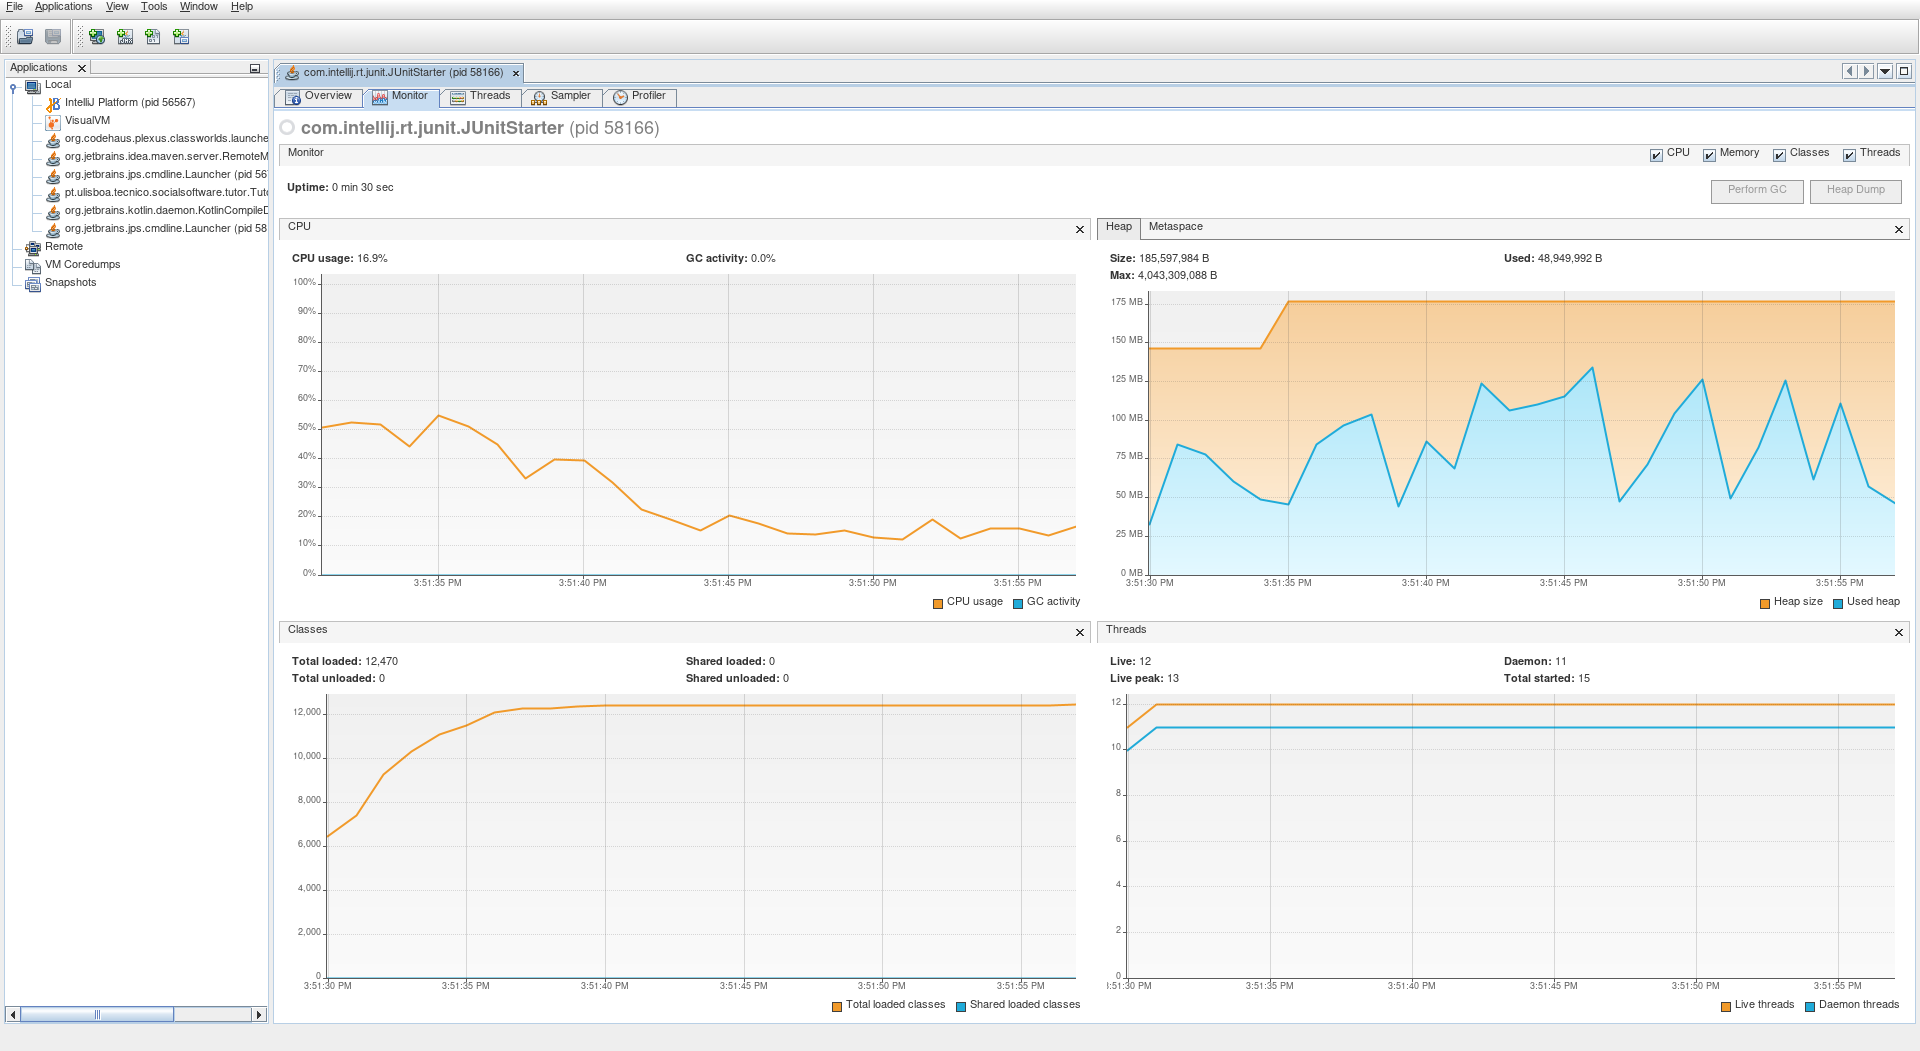 File Applications View Tools Window Help
Applications
Local
IntelliJ Platform (pid 56567)
VisualVM
org.codehaus.plexus.classworlds.launche
org.jetbrains.idea.maven.server.RemoteM
org.jetbrains.jps.cmdline.Launcher (pid 56
pt.ulisboa.tecnico.socialsoftware.tutor.Tuto
org.jetbrains.kotlin.daemon.KotlinCompileD
org.jetbrains.jps.cmdline.Launcher (pid 58
Remote
VM Coredumps
Snapshots
com.intellij.rt.junit.JUnitStarter (pid 58166)
Overview Monitor Threads Sampler Profiler
com.intellij.rt.junit.JUnitStarter (pid 58166)
Monitor
CPU Memory Classes Threads
Uptime: 0 min 30 sec
Perform GC Heap Dump
CPU
CPU usage: 16.9% GC activity: 0.0%
100%
90%
80%
70%
60%
50%
40%
30%
20%
10%
0%
3:51:35 PM 3:51:40 PM 3:51:45 PM 3:51:50 PM 3:51:55 PM
CPU usage GC activity
Heap Metaspace
Size: 185,597,984 B Used: 48,949,992 B
Max: 4,043,309,088 B
175 MB
150 MB
125 MB
100 MB
75 MB
50 MB
25 MB
0 MB
3:51:30 PM 3:51:35 PM 3:51:40 PM 3:51:45 PM 3:51:50 PM 3:51:55 PM
Heap size Used heap
Classes
Total loaded: 12,470 Shared loaded: 0
Total unloaded: 0 Shared unloaded: 0
12,000
10,000
8,000
6,000
4,000
2,000
0
3:51:30 PM 3:51:35 PM 3:51:40 PM 3:51:45 PM 3:51:50 PM 3:51:55 PM
Total loaded classes Shared loaded classes
Threads
Live: 12 Daemon: 11
Live peak: 13 Total started: 15
12
10
8
6
4
2
0
:51:30 PM 3:51:35 PM 3:51:40 PM 3:51:45 PM 3:51:50 PM 3:51:55 PM
Live threads Daemon threads